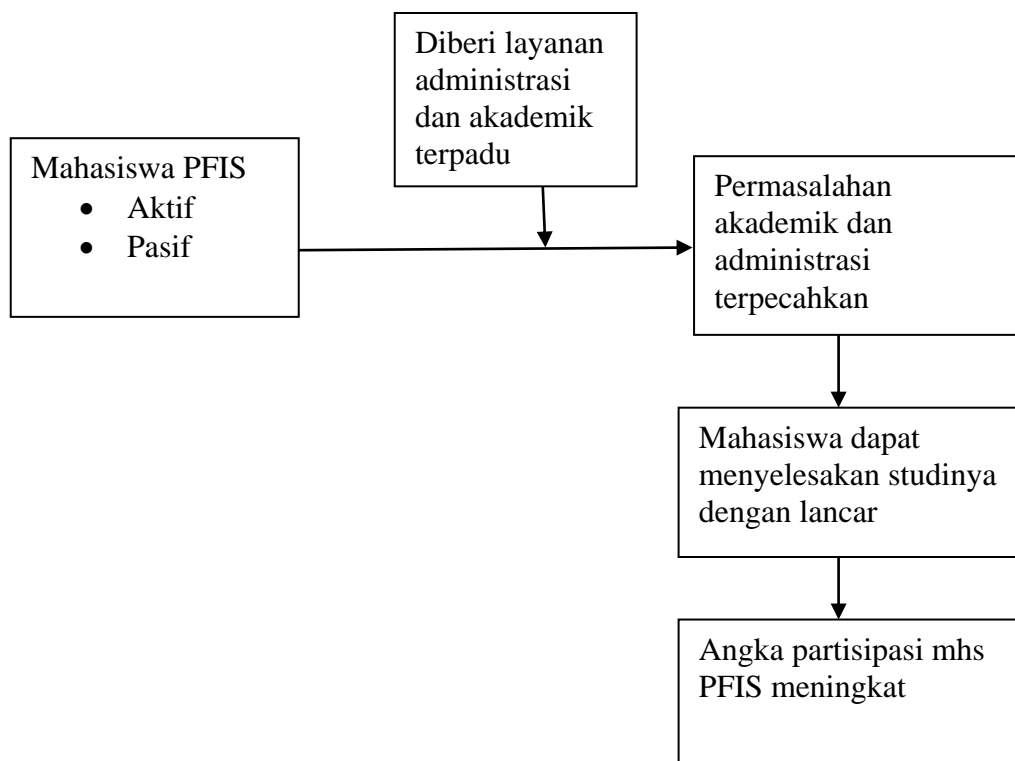 Diberi layanan
administrasi
dan akademik
terpadu
Mahasiswa PFIS
• Aktif
• Pasif
Permasalahan
akademik dan
administrasi
terpecahkan
Mahasiswa dapat
menyelesakan studinya
dengan lancar
Angka partisipasi mhs
PFIS meningkat